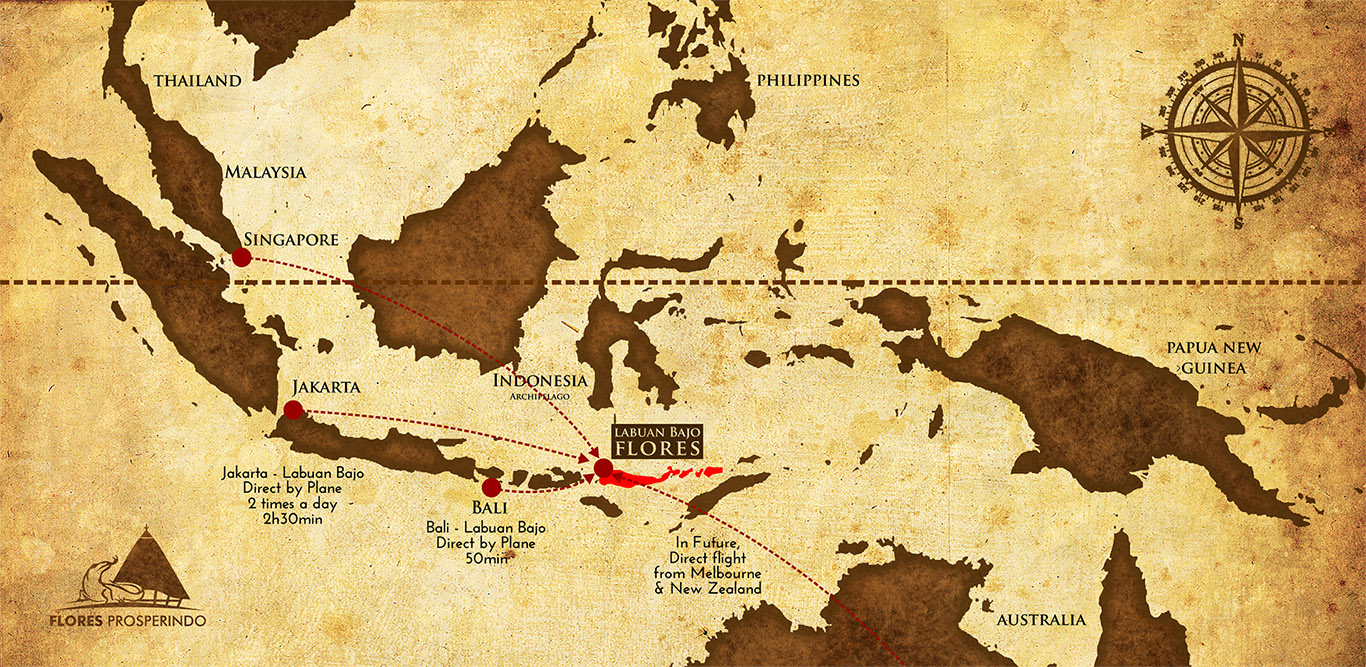 THAILAND
PHILIPPINES
N
W
S
MALAYSIA
SINGAPORE
PAPUA NEW
GUINEA
JAKARTA
INDONESIA
ARCHIPELAGO
LABUAN BAJO
FLORES
Jakarta - Labuan Bajo
Direct by Plane
2 times a day
2h30min
BALI
Bali - Labuan Bajo
Direct by Plane
50min
In Future,
Direct flight
from Melbourne
& New Zealand
AUSTRALIA
FLORES PROSPERINDO